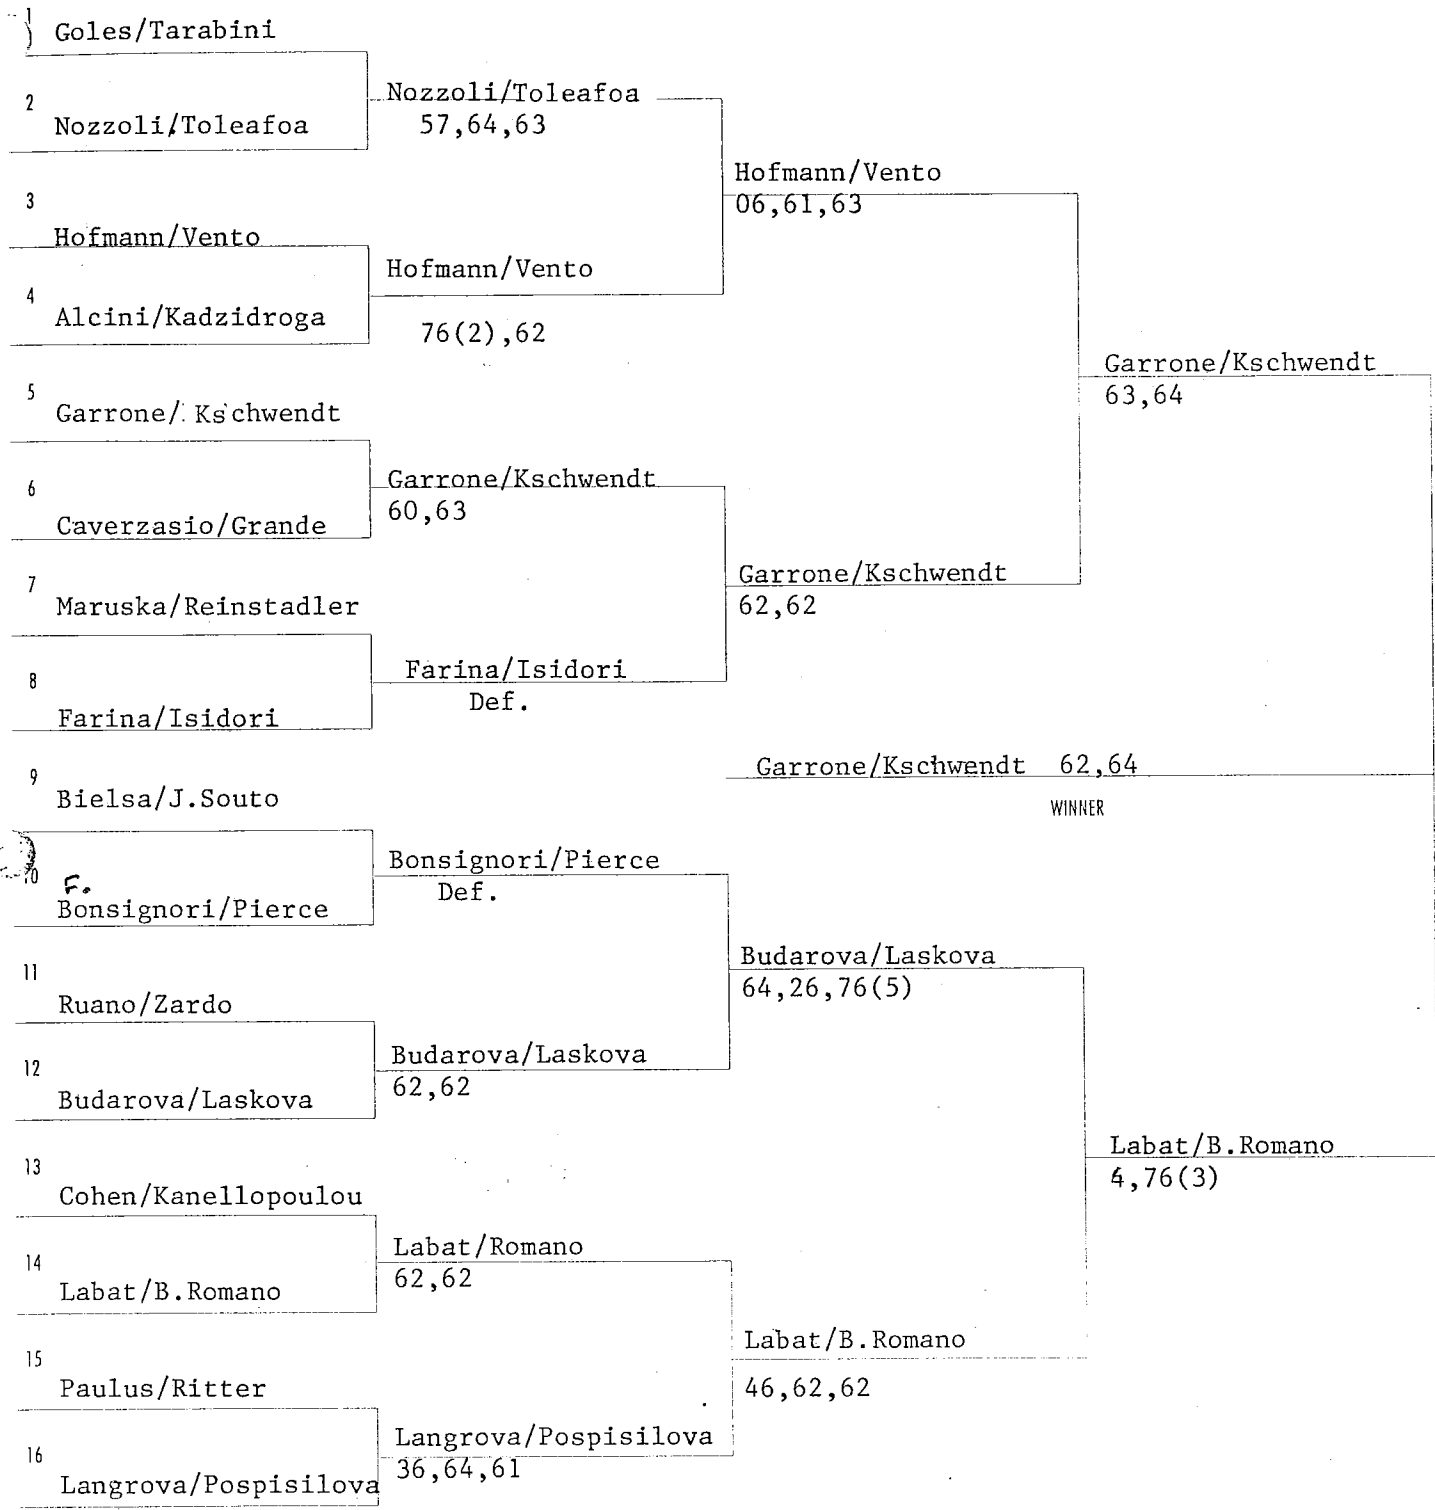 1
Goles/Tarabini
2
Nozzoli/Toleafoa
3
Hofmann/Vento
4
Alcini/Kadzidroga
5
Garrone/ Kschwendt
6
Caverzasio/Grande
7
Maruska/Reinstadler
8
Farina/Isidori
9
Bielsa/J.Souto
10
F.
Bonsignori/Pierce
11
Ruano/Zardo
12
Budarova/Laskova
13
Cohen/Kanellopoulou
14
Labat/B.Romano
15
Paulus/Ritter
16
Langrova/Pospisilova
Nozzoli/Toleafoa
57,64,63
Hofmann/Vento
76(2),62
Garrone/Kschwendt
60,63
Farina/Isidori
Def.
Bonsignori/Pierce
Def.
Budarova/Laskova
62,62
Labat/Romano
62,62
Langrova/Pospisilova
36,64,61
Hofmann/Vento
06,61,63
Garrone/Kschwendt
62,62
Budarova/Laskova
64,26,76(5)
Labat/B.Romano
46,62,62
Garrone/Kschwendt
63,64
Labat/B.Romano
4,76(3)
Garrone/Kschwendt 62,64
WINNER